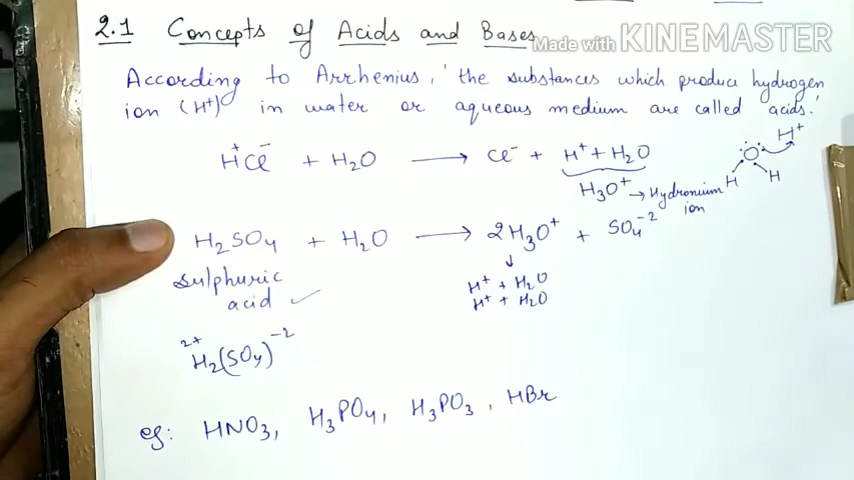 2.1 Concepts of Acids and Bases
Made with KINEMASTER
According to Arrhenius, 'the substances which produce hydrogen
ion (H⁺) in water or aqueous medium are called acids.'
H⁺Cl⁻ + H₂O ⟶ Cl⁻ + H⁺ + H₂O
H₃O⁺ → Hydronium
ion
H⁺
O
H H
H₂SO₄ + H₂O ⟶ 2H₃O⁺ + SO₄⁻²
sulphuric
acid ✓
↓
H⁺ + H₂O
H⁺ + H₂O
²⁺H₂(SO₄)⁻²
eg: HNO₃, H₃PO₄, H₃PO₃, HBr